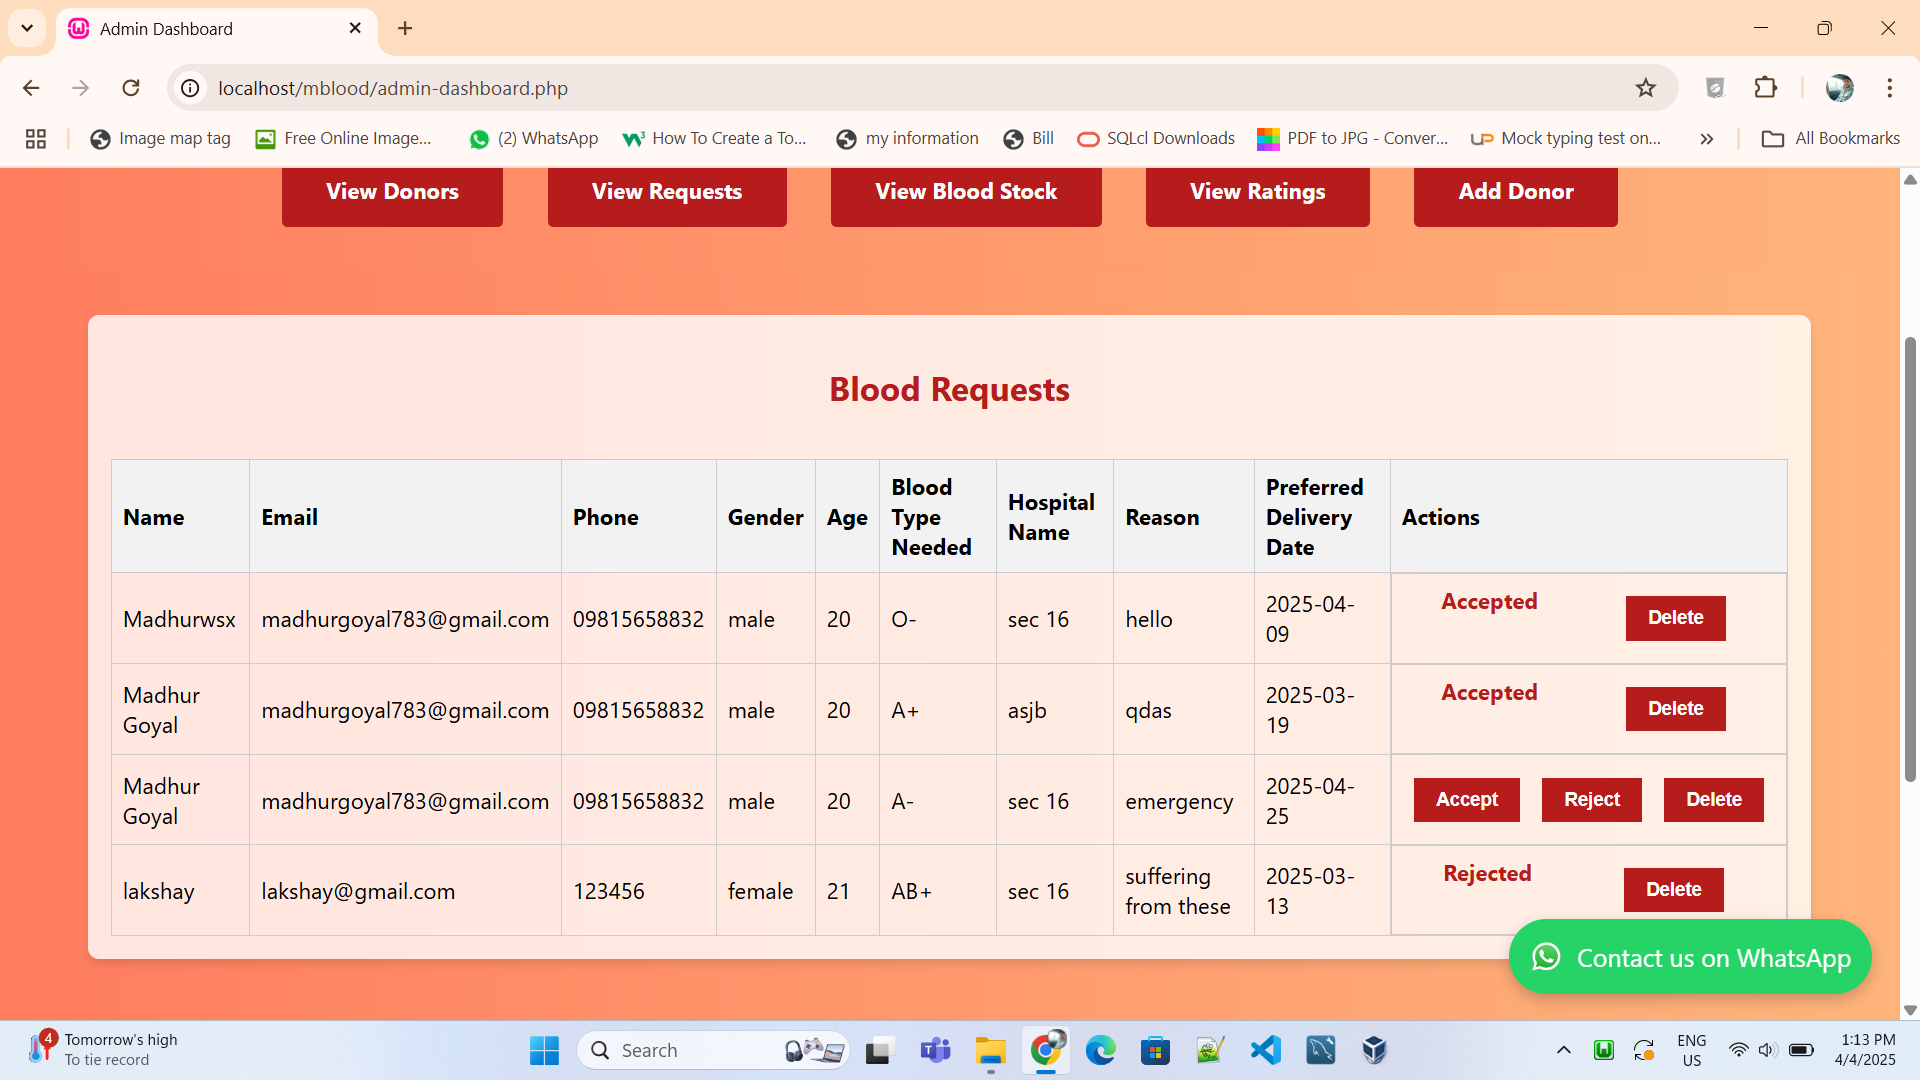 Admin Dashboard
localhost/mblood/admin-dashboard.php
Image map tag
Free Online Image...
(2) WhatsApp
How To Create a To...
my information
Bill
SQLcl Downloads
PDF to JPG - Conver...
Mock typing test on...
All Bookmarks
View Donors
View Requests
View Blood Stock
View Ratings
Add Donor
Blood Requests
Name
Email
Phone
Gender
Age
Blood
Type
Needed
Hospital
Name
Reason
Preferred
Delivery
Date
Actions
Madhurwsx
madhurgoyal783@gmail.com
09815658832
male
20
O-
sec 16
hello
2025-04-
09
Accepted
Delete
Madhur
Goyal
madhurgoyal783@gmail.com
09815658832
male
20
A+
asjb
qdas
2025-03-
19
Accepted
Delete
Madhur
Goyal
madhurgoyal783@gmail.com
09815658832
male
20
A-
sec 16
emergency
2025-04-
25
Accept
Reject
Delete
lakshay
lakshay@gmail.com
123456
female
21
AB+
sec 16
suffering
from these
2025-03-
13
Rejected
Delete
Contact us on WhatsApp
4
Tomorrow's high
To tie record
Search
ENG
US
1:13 PM
4/4/2025